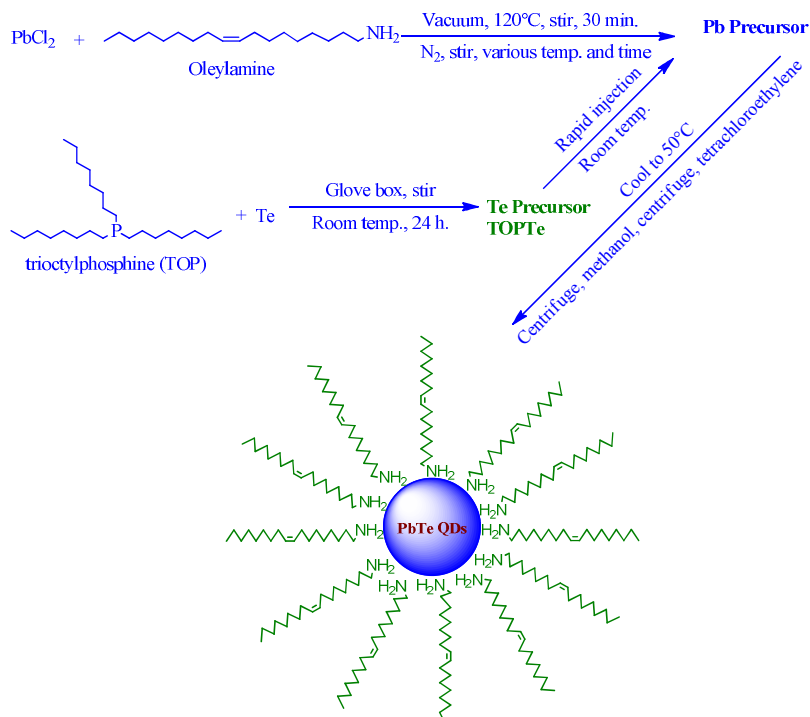 PbCl2 + NH2
Oleylamine
Vacuum, 120°C, stir, 30 min.
N2, stir, various temp. and time
Pb Precursor
Rapid injection
Room temp.
Cool to 50°C
Centrifuge, methanol, centrifuge, tetrachloroethylene
P
+ Te
trioctylphosphine (TOP)
Glove box, stir
Room temp., 24 h.
Te Precursor
TOPTe
NH2
NH2
NH2
NH2
H2N
NH2
NH2
H2N
NH2
H2N
H2N
H2N
H2N
PbTe QDs